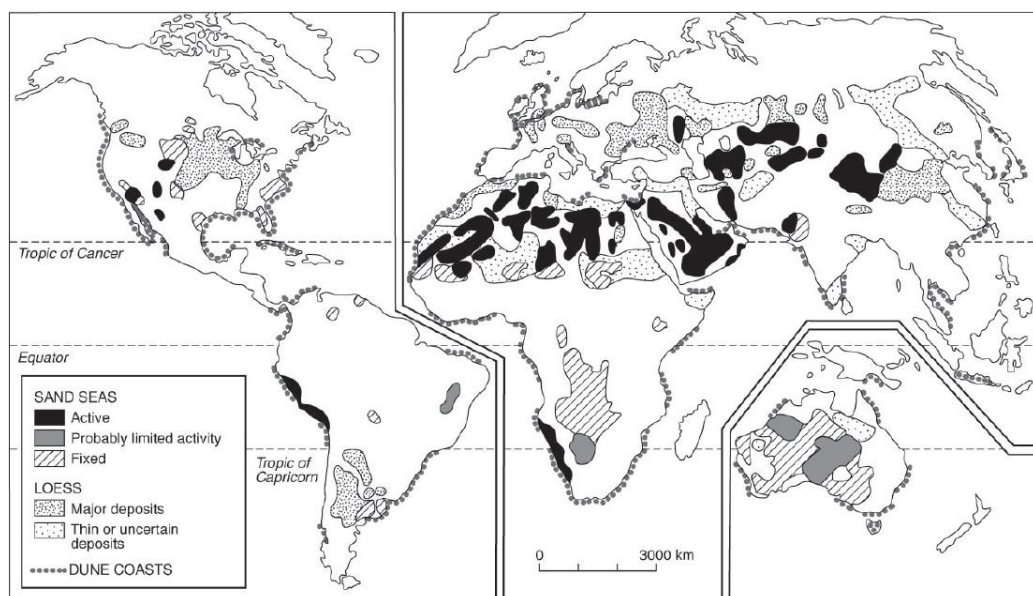 Tropic of Cancer
Equator
SAND SEAS
Active
Probably limited activity
Fixed
LOESS
Major deposits
Thin or uncertain
deposits
DUNE COASTS
Tropic of
Capricorn
0 3000 km